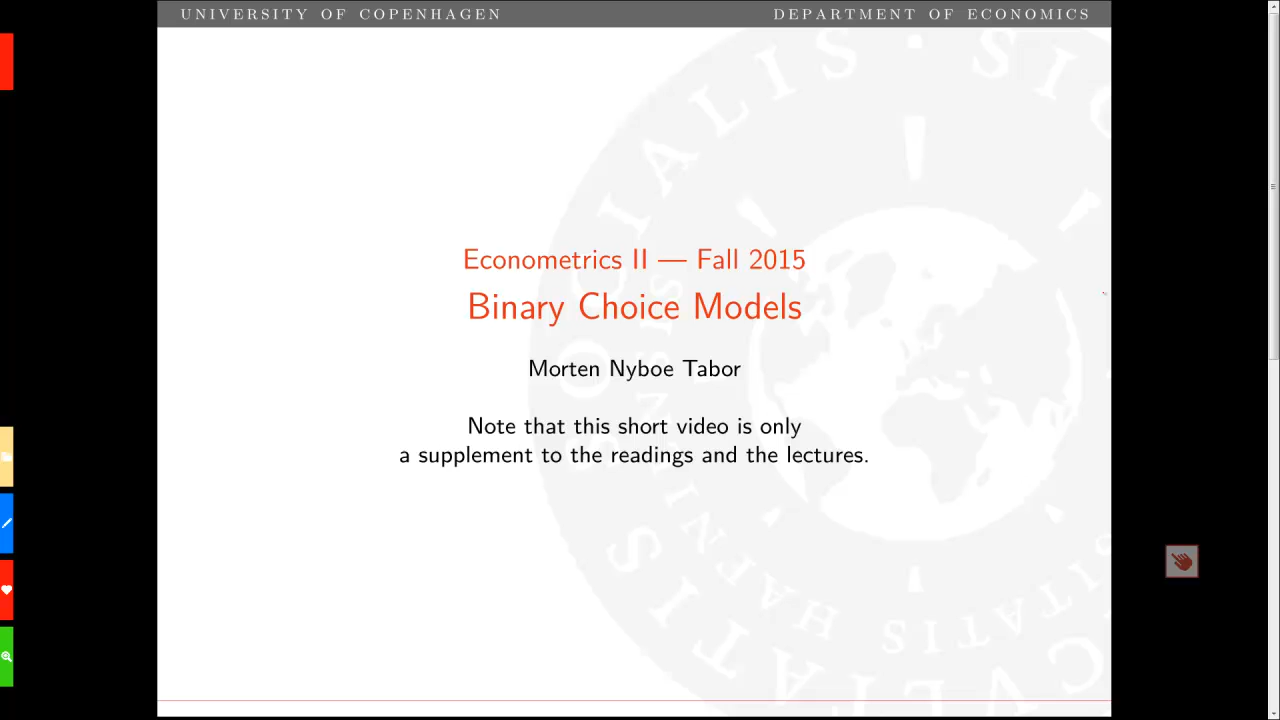 UNIVERSITY OF COPENHAGEN
DEPARTMENT OF ECONOMICS
Econometrics II — Fall 2015
Binary Choice Models
Morten Nyboe Tabor
Note that this short video is only
a supplement to the readings and the lectures.